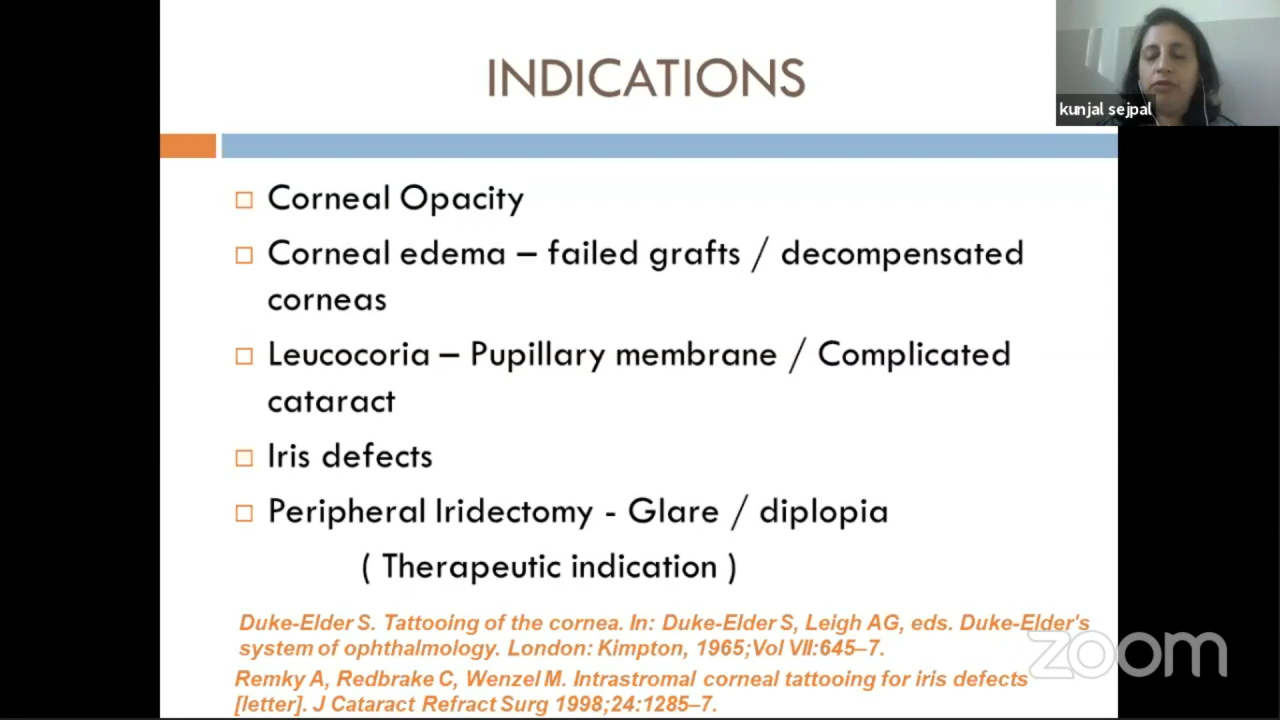 INDICATIONS
kunjal sejpal
Corneal Opacity
Corneal edema – failed grafts / decompensated
corneas
Leucocoria – Pupillary membrane / Complicated
cataract
Iris defects
Peripheral Iridectomy - Glare / diplopia
( Therapeutic indication )
Duke-Elder S. Tattooing of the cornea. In: Duke-Elder S, Leigh AG, eds. Duke-Elder's
system of ophthalmology. London: Kimpton, 1965;Vol VII:645–7.
Remky A, Redbrake C, Wenzel M. Intrastromal corneal tattooing for iris defects
[letter]. J Cataract Refract Surg 1998;24:1285–7.
zoom